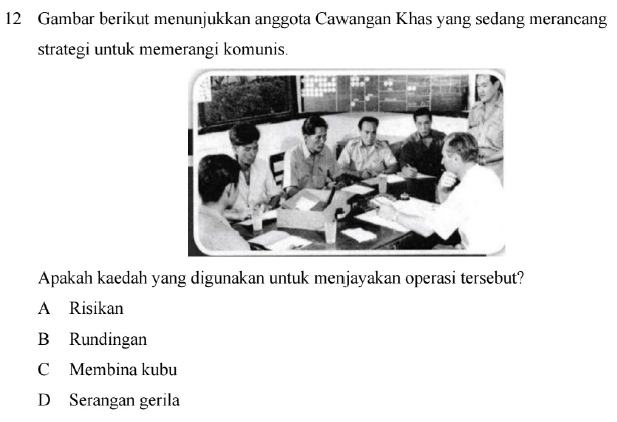 12 Gambar berikut menunjukkan anggota Cawangan Khas yang sedang merancang
strategi untuk memerangi komunis.
Apakah kaedah yang digunakan untuk menjayakan operasi tersebut?
A Risikan
B Rundingan
C Membina kubu
D Serangan gerila